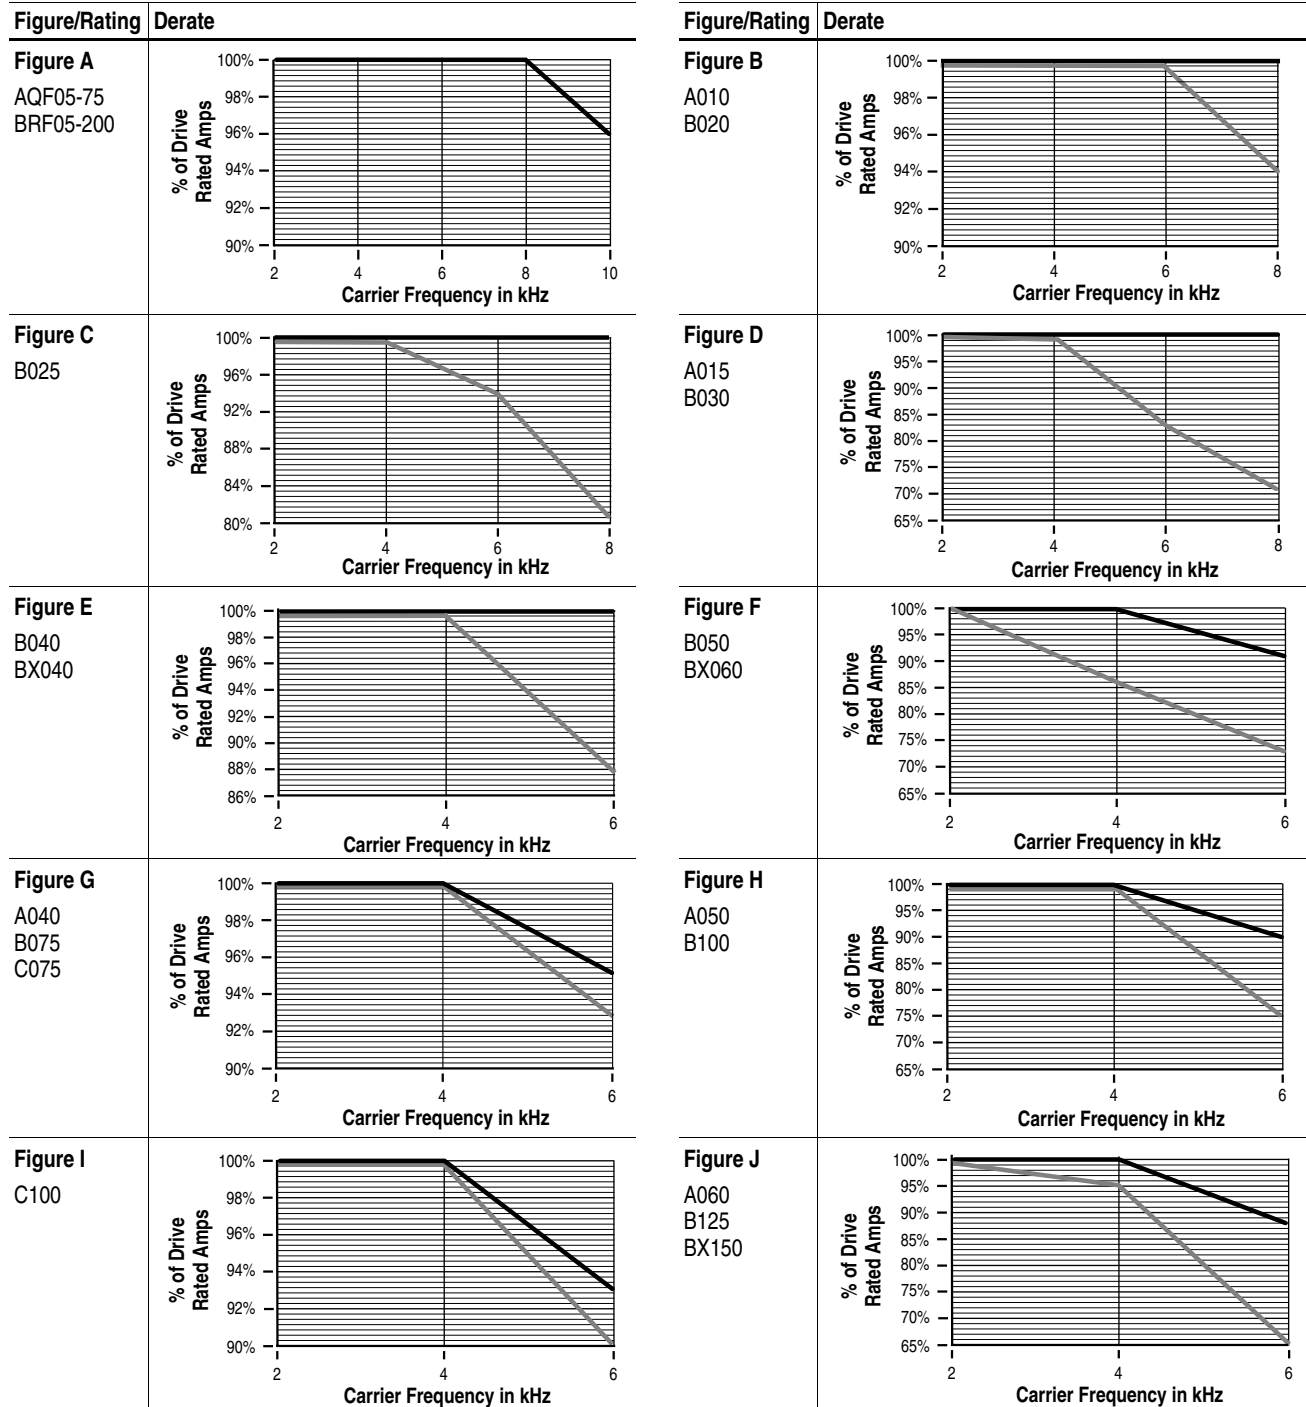 Figure/Rating Derate
Figure A
AQF05-75
BRF05-200
% of Drive
Rated Amps
100%
98%
96%
94%
92%
90%
2 4 6 8 10
Carrier Frequency in kHz
Figure C
B025
% of Drive
Rated Amps
100%
96%
92%
88%
84%
80%
2 4 6 8
Carrier Frequency in kHz
Figure E
B040
BX040
% of Drive
Rated Amps
100%
98%
96%
94%
92%
90%
88%
86%
2 4 6
Carrier Frequency in kHz
Figure G
A040
B075
C075
% of Drive
Rated Amps
100%
98%
96%
94%
92%
90%
2 4 6
Carrier Frequency in kHz
Figure I
C100
% of Drive
Rated Amps
100%
98%
96%
94%
92%
90%
2 4 6
Carrier Frequency in kHz
Figure/Rating Derate
Figure B
A010
B020
% of Drive
Rated Amps
100%
98%
96%
94%
92%
90%
2 4 6 8
Carrier Frequency in kHz
Figure D
A015
B030
% of Drive
Rated Amps
100%
95%
90%
85%
80%
75%
70%
65%
2 4 6 8
Carrier Frequency in kHz
Figure F
B050
BX060
% of Drive
Rated Amps
100%
95%
90%
85%
80%
75%
70%
65%
2 4 6
Carrier Frequency in kHz
Figure H
A050
B100
% of Drive
Rated Amps
100%
95%
90%
85%
80%
75%
70%
65%
2 4 6
Carrier Frequency in kHz
Figure J
A060
B125
BX150
% of Drive
Rated Amps
100%
95%
90%
85%
80%
75%
70%
65%
2 4 6
Carrier Frequency in kHz